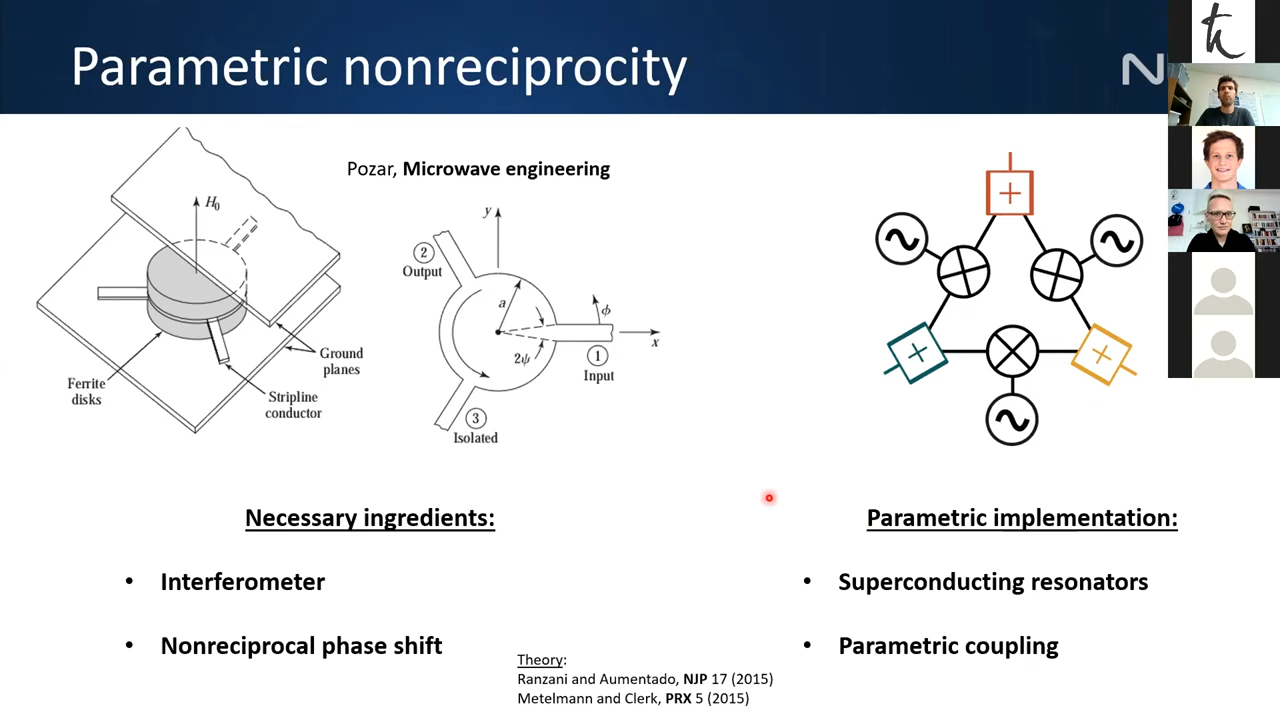 Parametric nonreciprocity
N
Pozar, Microwave engineering
H0
Ground
planes
Ferrite
disks
Stripline
conductor
y
2
Output
a
ϕ
x
2ψ
1
Input
3
Isolated
Necessary ingredients:
• Interferometer
• Nonreciprocal phase shift
Parametric implementation:
• Superconducting resonators
• Parametric coupling
Theory:
Ranzani and Aumentado, NJP 17 (2015)
Metelmann and Clerk, PRX 5 (2015)